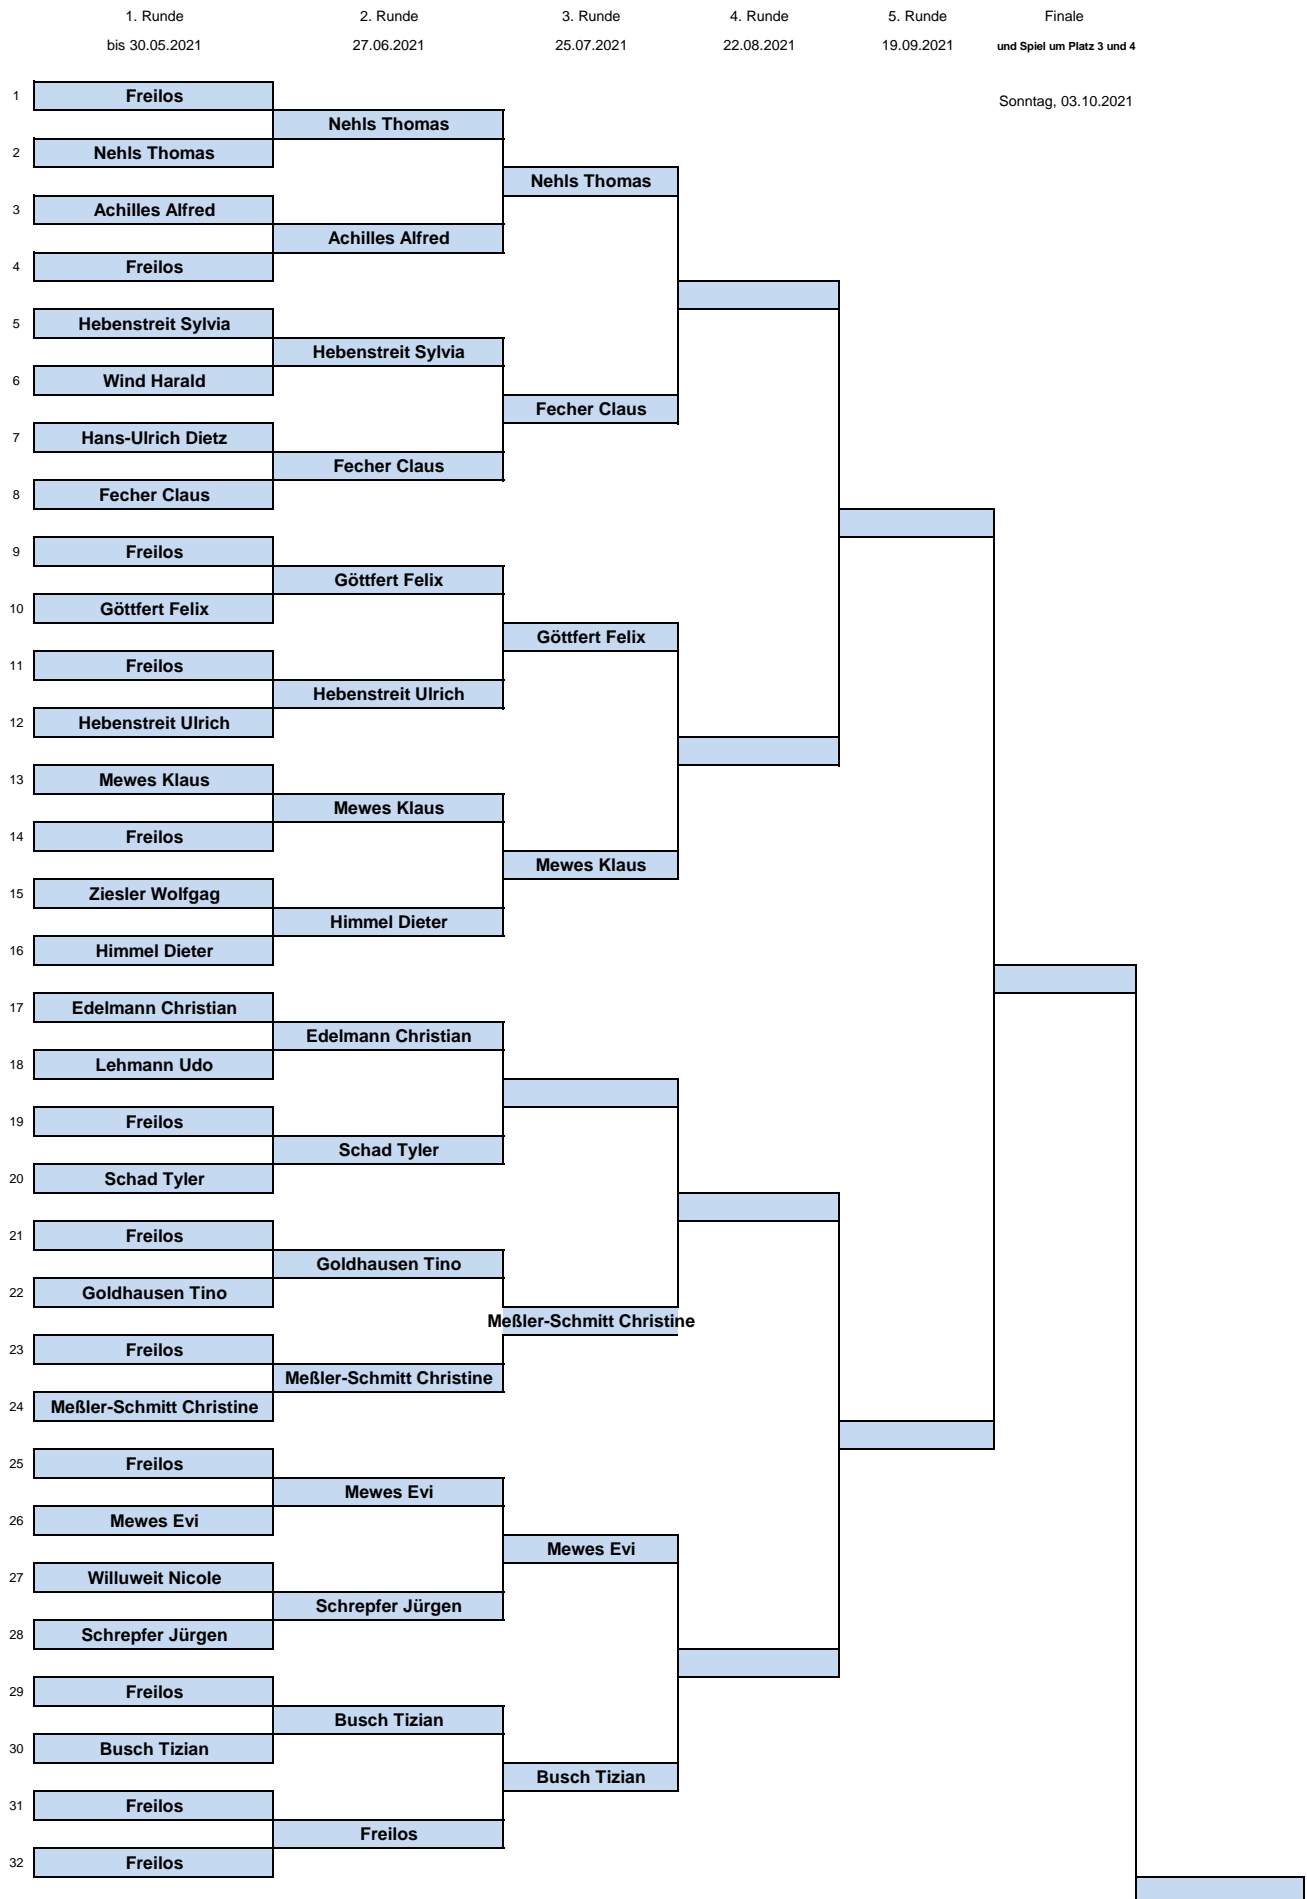 1. Runde 2. Runde 3. Runde 4. Runde 5. Runde Finale
bis 30.05.2021 27.06.2021 25.07.2021 22.08.2021 19.09.2021 und Spiel um Platz 3 und 4
1 Freilos Sonntag, 03.10.2021
Nehls Thomas
2 Nehls Thomas
Nehls Thomas
3 Achilles Alfred
Achilles Alfred
4 Freilos
5 Hebenstreit Sylvia
Hebenstreit Sylvia
6 Wind Harald
Fecher Claus
7 Hans-Ulrich Dietz
Fecher Claus
8 Fecher Claus
9 Freilos
Göttfert Felix
10 Göttfert Felix
Göttfert Felix
11 Freilos
Hebenstreit Ulrich
12 Hebenstreit Ulrich
13 Mewes Klaus
Mewes Klaus
14 Freilos
Mewes Klaus
15 Ziesler Wolfgag
Himmel Dieter
16 Himmel Dieter
17 Edelmann Christian
Edelmann Christian
18 Lehmann Udo
19 Freilos
Schad Tyler
20 Schad Tyler
21 Freilos
Goldhausen Tino
22 Goldhausen Tino
Meßler-Schmitt Christine
23 Freilos
Meßler-Schmitt Christine
24 Meßler-Schmitt Christine
25 Freilos
Mewes Evi
26 Mewes Evi
Mewes Evi
27 Willuweit Nicole
Schrepfer Jürgen
28 Schrepfer Jürgen
29 Freilos
Busch Tizian
30 Busch Tizian
Busch Tizian
31 Freilos
Freilos
32 Freilos